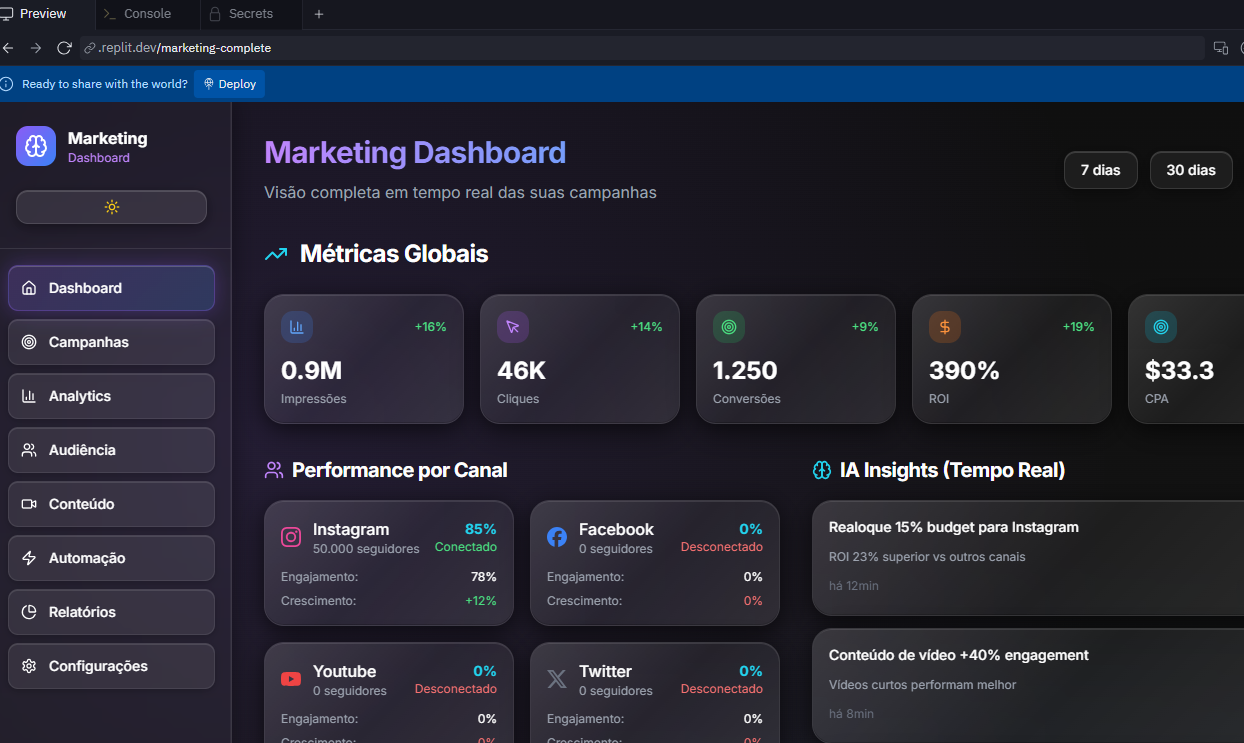 Preview
Console
Secrets
.replit.dev/marketing-complete
Ready to share with the world?
Deploy
Marketing
Dashboard
Marketing Dashboard
Visão completa em tempo real das suas campanhas
7 dias
30 dias
Métricas Globais
Dashboard
Campanhas
Analytics
Audiência
Conteúdo
Automação
Relatórios
Configurações
+16%
0.9M
Impressões
+14%
46K
Cliques
+9%
1.250
Conversões
+19%
390%
ROI
$33.3
CPA
Performance por Canal
Instagram 85%
50.000 seguidores Conectado
Engajamento: 78%
Crescimento: +12%
Facebook 0%
0 seguidores Desconectado
Engajamento: 0%
Crescimento: 0%
Youtube 0%
0 seguidores Desconectado
Engajamento: 0%
Crescimento: 0%
Twitter 0%
0 seguidores Desconectado
Engajamento: 0%
Crescimento: 0%
IA Insights (Tempo Real)
Realoque 15% budget para Instagram
ROI 23% superior vs outros canais
há 12min
Conteúdo de vídeo +40% engagement
Vídeos curtos performam melhor
há 8min